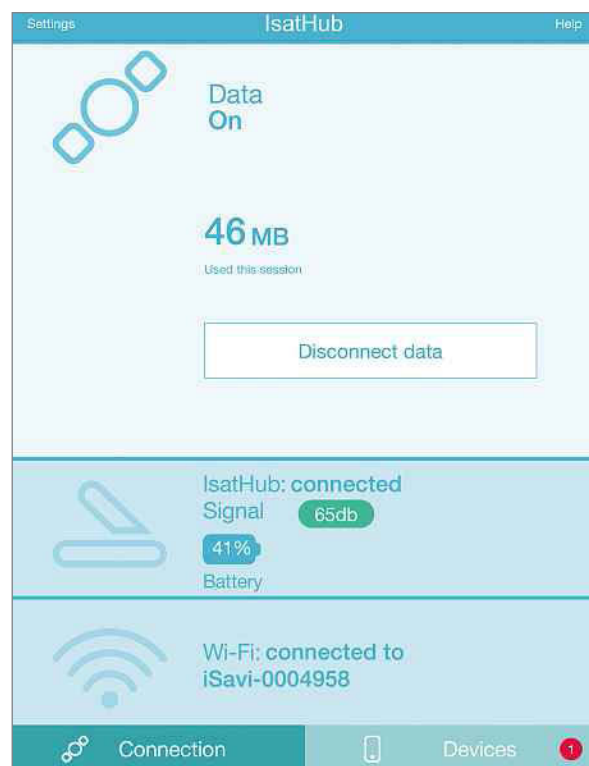 Settings IsatHub Help
Data
On
46 MB
Used this session
Disconnect data
IsatHub: connected
Signal 65db
41%
Battery
Wi-Fi: connected to
iSavi-0004958
Connection Devices 1